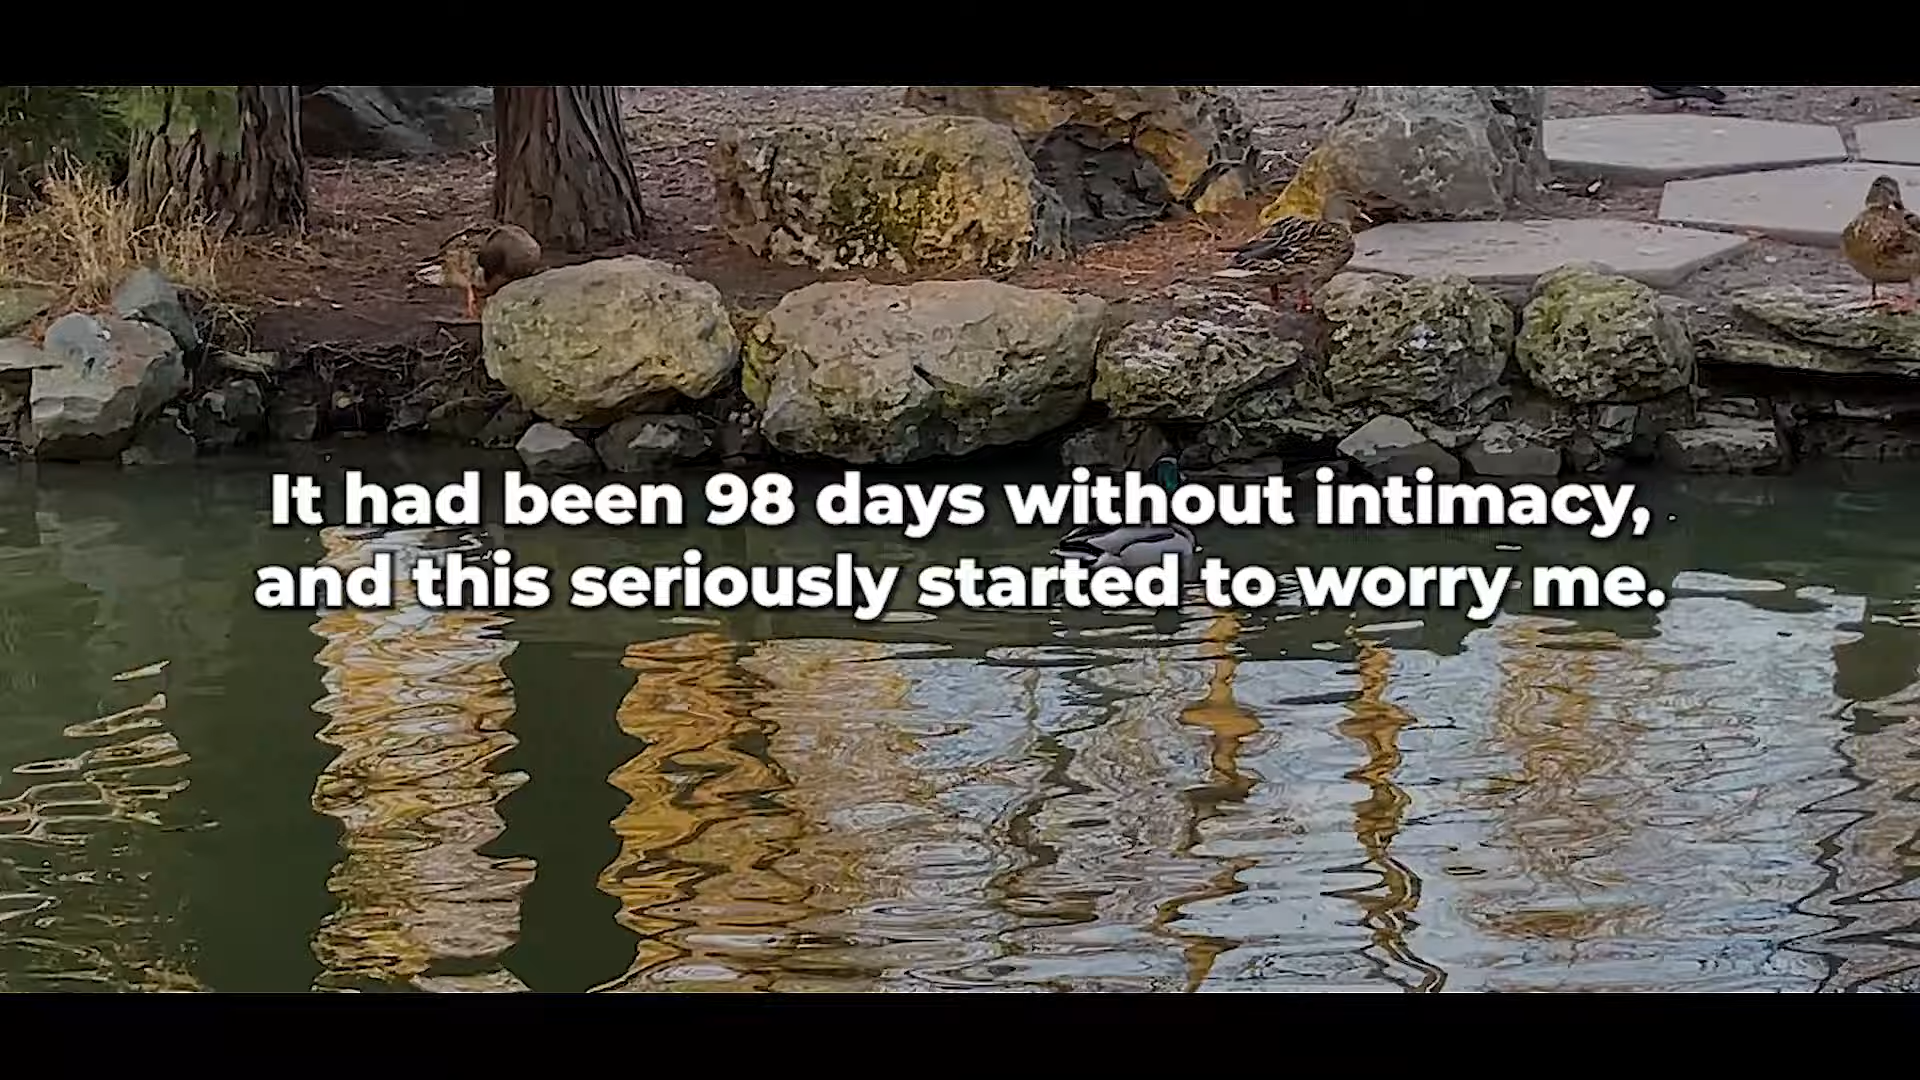 It had been 98 days without intimacy,
and this seriously started to worry me.